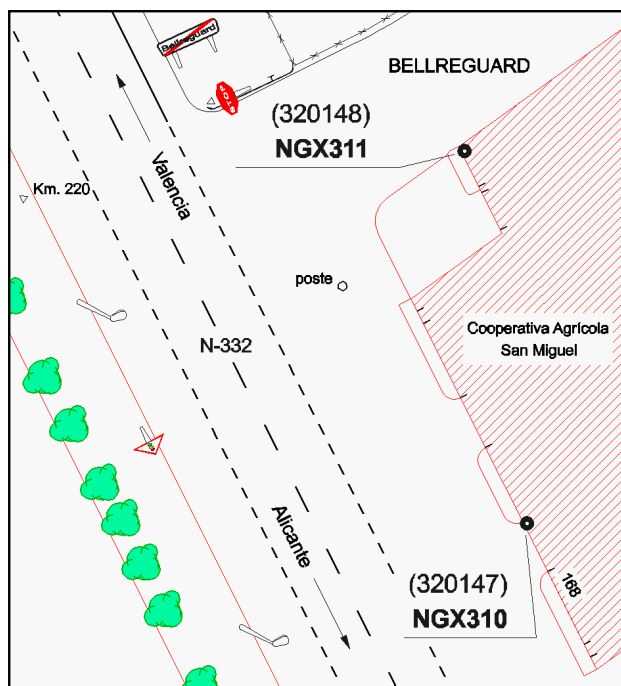 Bellreguard
STOP
BELLREGUARD
(320148)
NGX311
Valencia
Km. 220
poste
N-332
Cooperativa Agrícola
San Miguel
Alicante
(320147)
NGX310
168